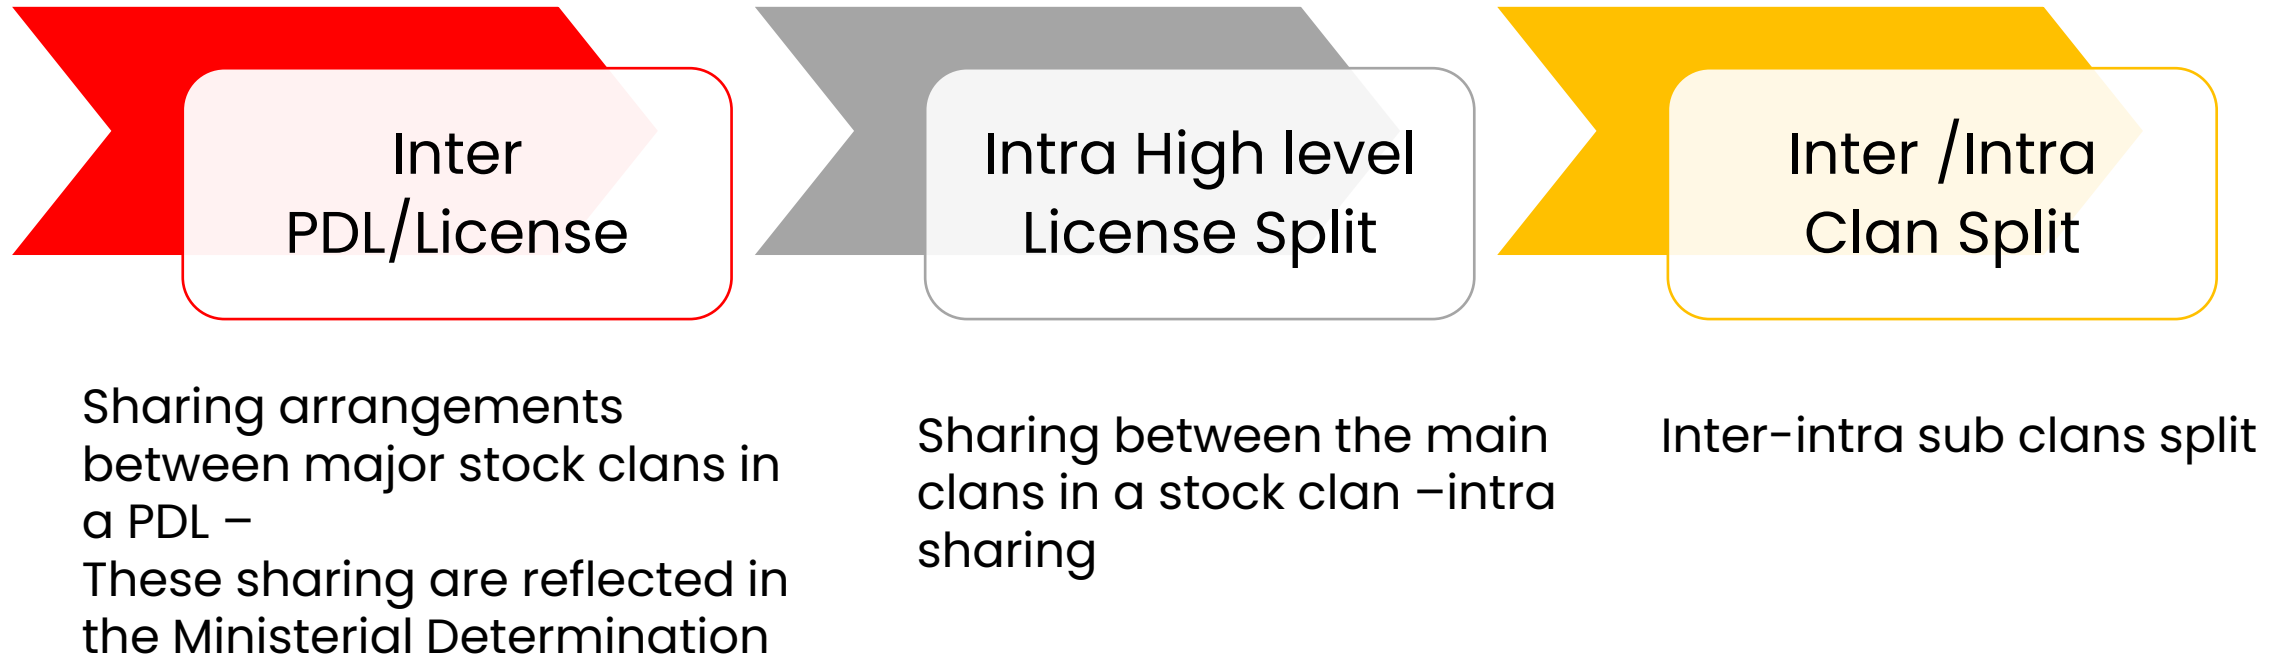 Inter
PDL/License
Intra High level
License Split
Inter /Intra
Clan Split
Sharing arrangements
between major stock clans in
a PDL –
These sharing are reflected in
the Ministerial Determination
Sharing between the main
clans in a stock clan –intra
sharing
Inter-intra sub clans split